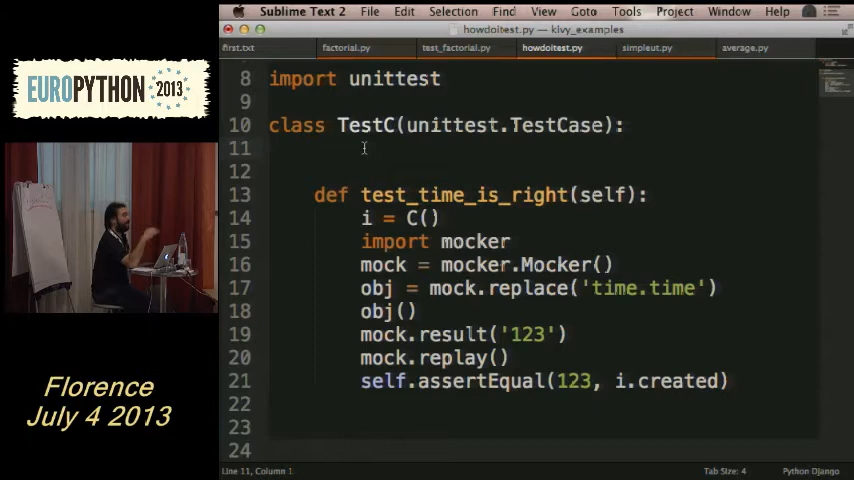 Sublime Text 2 File Edit Selection Find View Goto Tools Project Window Help
howdoitest.py — kivy_examples
first.txt factorial.py test_factorial.py howdoitest.py simpleut.py average.py
EUROPYTHON 2013
8 import unittest
9
10 class TestC(unittest.TestCase):
11
12
13 def test_time_is_right(self):
14 i = C()
15 import mocker
16 mock = mocker.Mocker()
17 obj = mock.replace('time.time')
18 obj()
19 mock.result('123')
20 mock.replay()
21 self.assertEqual(123, i.created)
22
23
24
Florence
July 4 2013
Line 11, Column 1 Tab Size: 4 Python Django